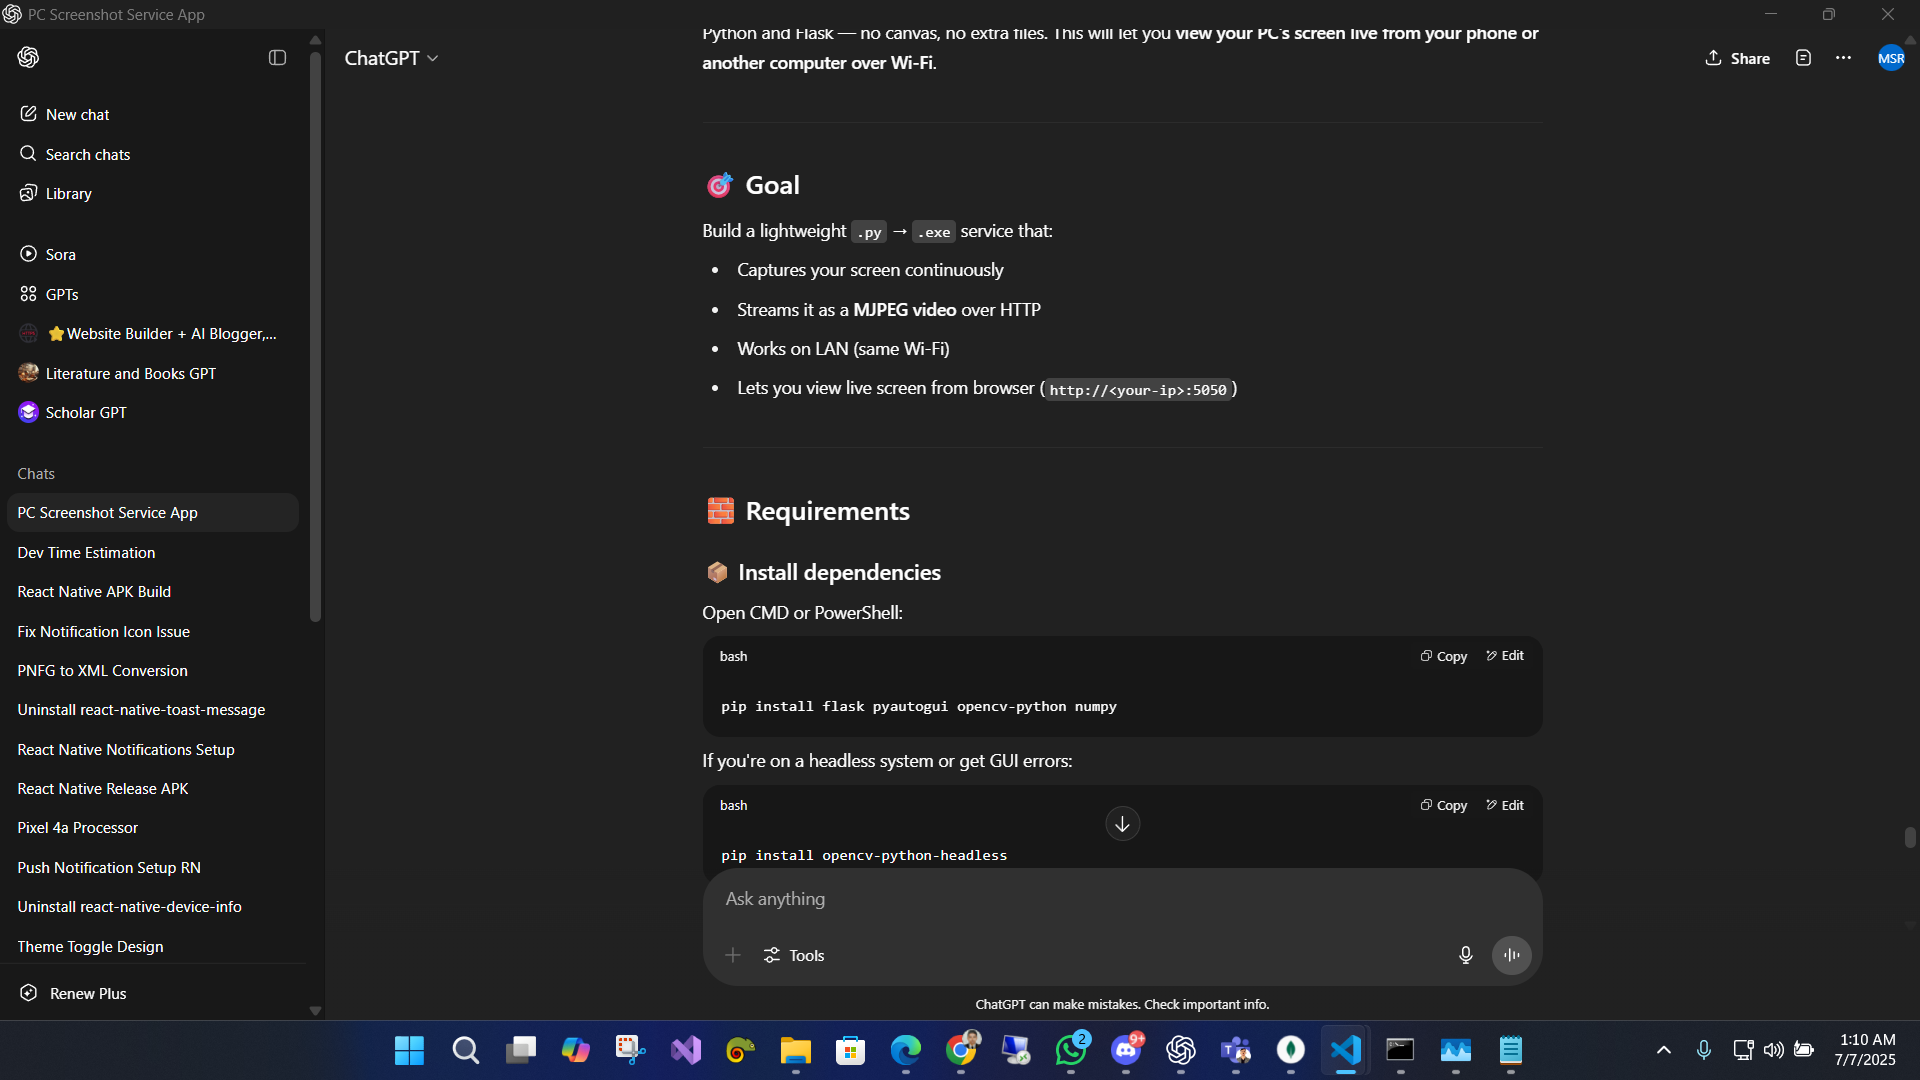 PC Screenshot Service App
ChatGPT
Share
MSR
New chat
Search chats
Library
Sora
GPTs
⭐Website Builder + AI Blogger,...
Literature and Books GPT
Scholar GPT
Chats
PC Screenshot Service App
Dev Time Estimation
React Native APK Build
Fix Notification Icon Issue
PNFG to XML Conversion
Uninstall react-native-toast-message
React Native Notifications Setup
React Native Release APK
Pixel 4a Processor
Push Notification Setup RN
Uninstall react-native-device-info
Theme Toggle Design
Renew Plus
Python and Flask — no canvas, no extra files. This will let you view your PC's screen live from your phone or
another computer over Wi-Fi.
🎯 Goal
Build a lightweight .py → .exe service that:
• Captures your screen continuously
• Streams it as a MJPEG video over HTTP
• Works on LAN (same Wi-Fi)
• Lets you view live screen from browser (http://<your-ip>:5050)
🧱 Requirements
📦 Install dependencies
Open CMD or PowerShell:
bash
Copy
Edit
pip install flask pyautogui opencv-python numpy
If you're on a headless system or get GUI errors:
bash
Copy
Edit
pip install opencv-python-headless
Ask anything
Tools
ChatGPT can make mistakes. Check important info.
2
9+
1:10 AM
7/7/2025